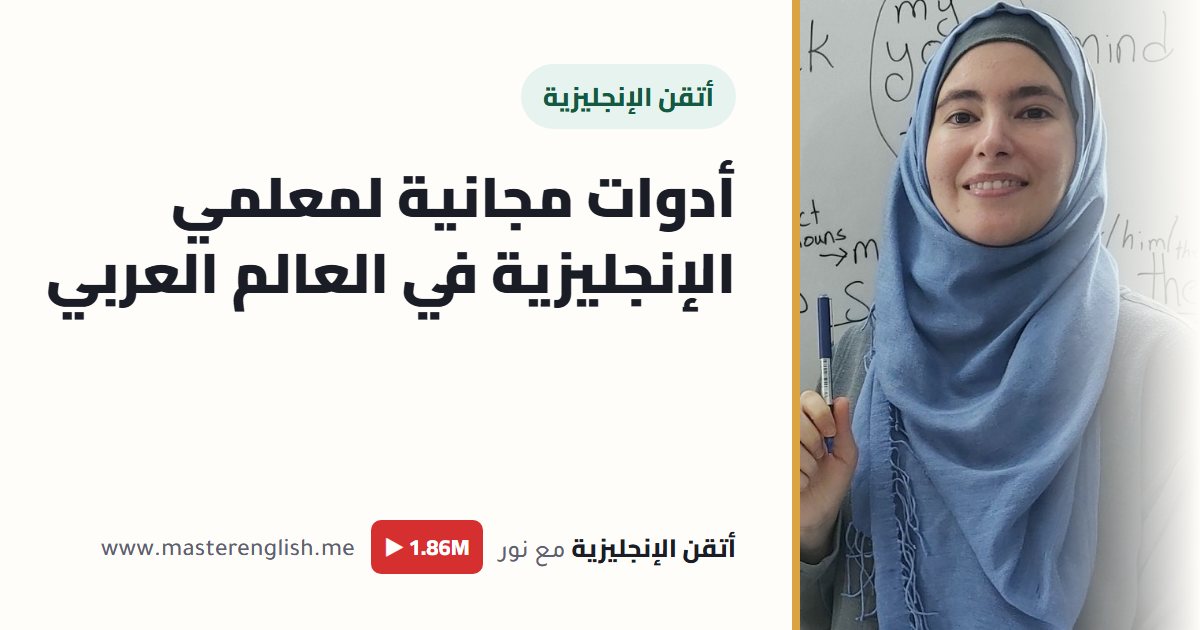 أتقن الإنجليزية
أدوات مجانية لمعلمي
الإنجليزية في العالم العربي
أتقن الإنجليزية مع نور
1.86M
www.masterenglish.me
my
mind
him/